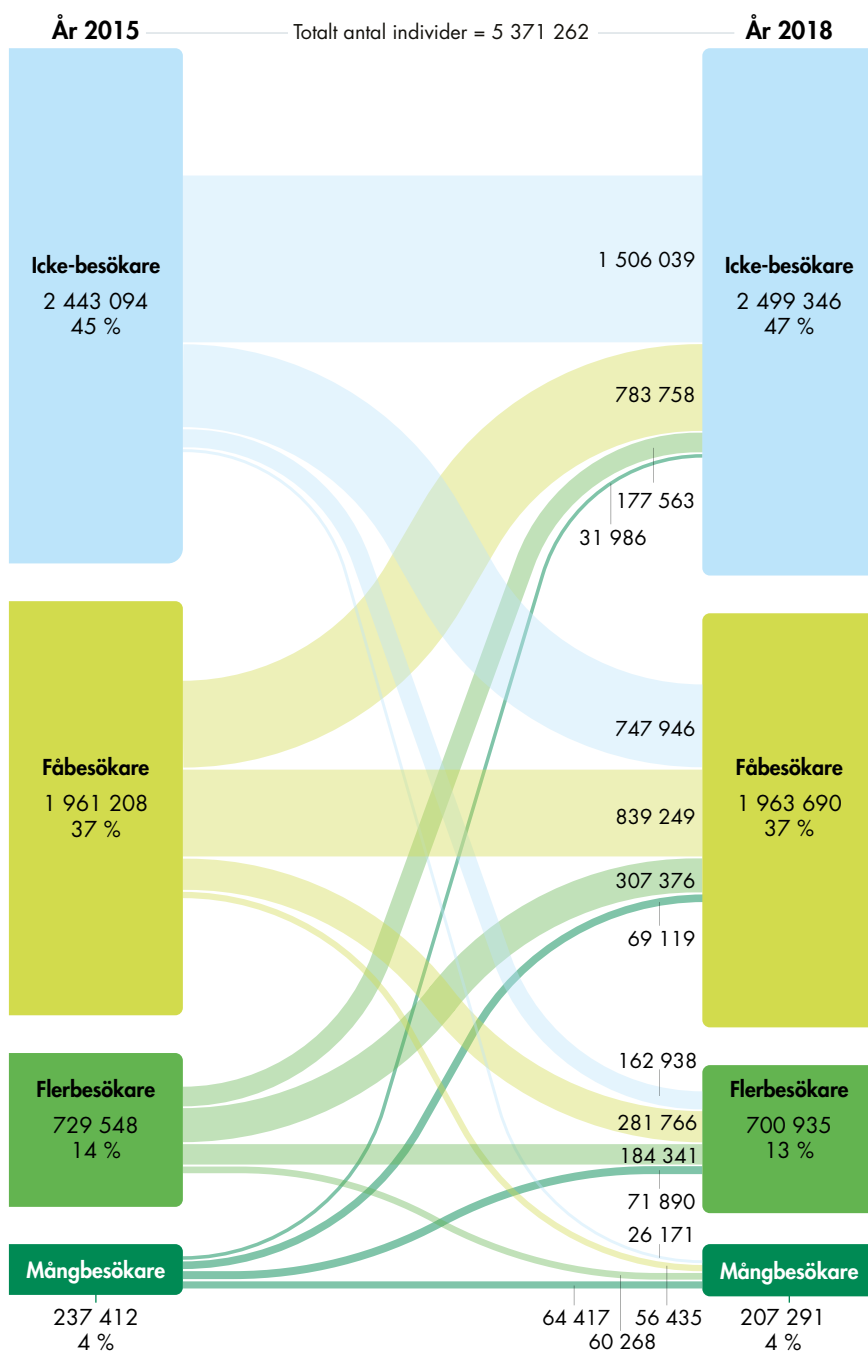 År 2015
Totalt antal individer = 5 371 262
År 2018
Icke-besökare
2 443 094
45 %
1 506 039
Icke-besökare
2 499 346
47 %
783 758
177 563
31 986
Fåbesökare
1 961 208
37 %
747 946
839 249
307 376
69 119
Fåbesökare
1 963 690
37 %
Flerbesökare
729 548
14 %
162 938
281 766
184 341
71 890
Flerbesökare
700 935
13 %
26 171
Mångbesökare
237 412
4 %
64 417
60 268
56 435
Mångbesökare
207 291
4 %